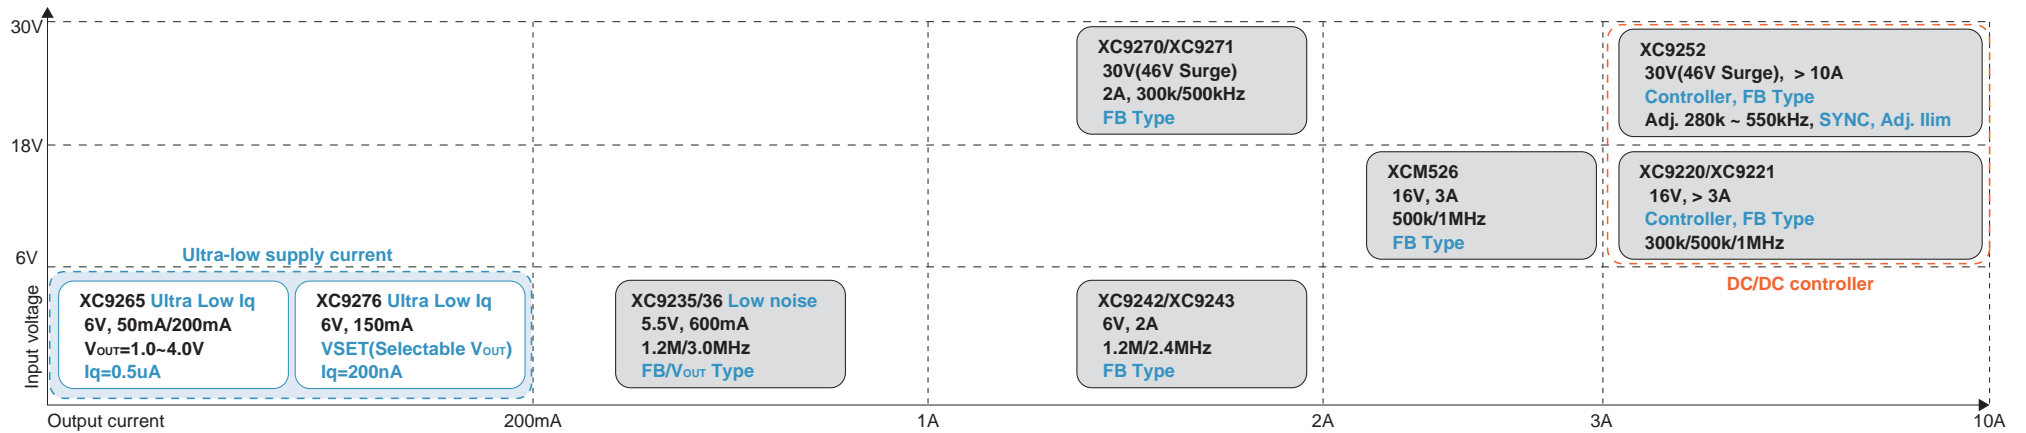 30V
XC9270/XC9271
30V(46V Surge)
2A, 300k/500kHz
FB Type
XC9252
30V(46V Surge),  > 10A
Controller, FB Type
Adj. 280k ~ 550kHz, SYNC, Adj. Ilim
18V
XCM526
16V, 3A
500k/1MHz
FB Type
XC9220/XC9221
16V, > 3A
Controller, FB Type
300k/500k/1MHz
6V
Ultra-low supply current
DC/DC controller
Input voltage
XC9265 Ultra Low Iq
6V, 50mA/200mA
VOUT=1.0~4.0V
Iq=0.5uA
XC9276 Ultra Low Iq
6V, 150mA
VSET(Selectable VOUT)
Iq=200nA
XC9235/36 Low noise
5.5V, 600mA
1.2M/3.0MHz
FB/VOUT Type
XC9242/XC9243
6V, 2A
1.2M/2.4MHz
FB Type
Output current
200mA
1A
2A
3A
10A